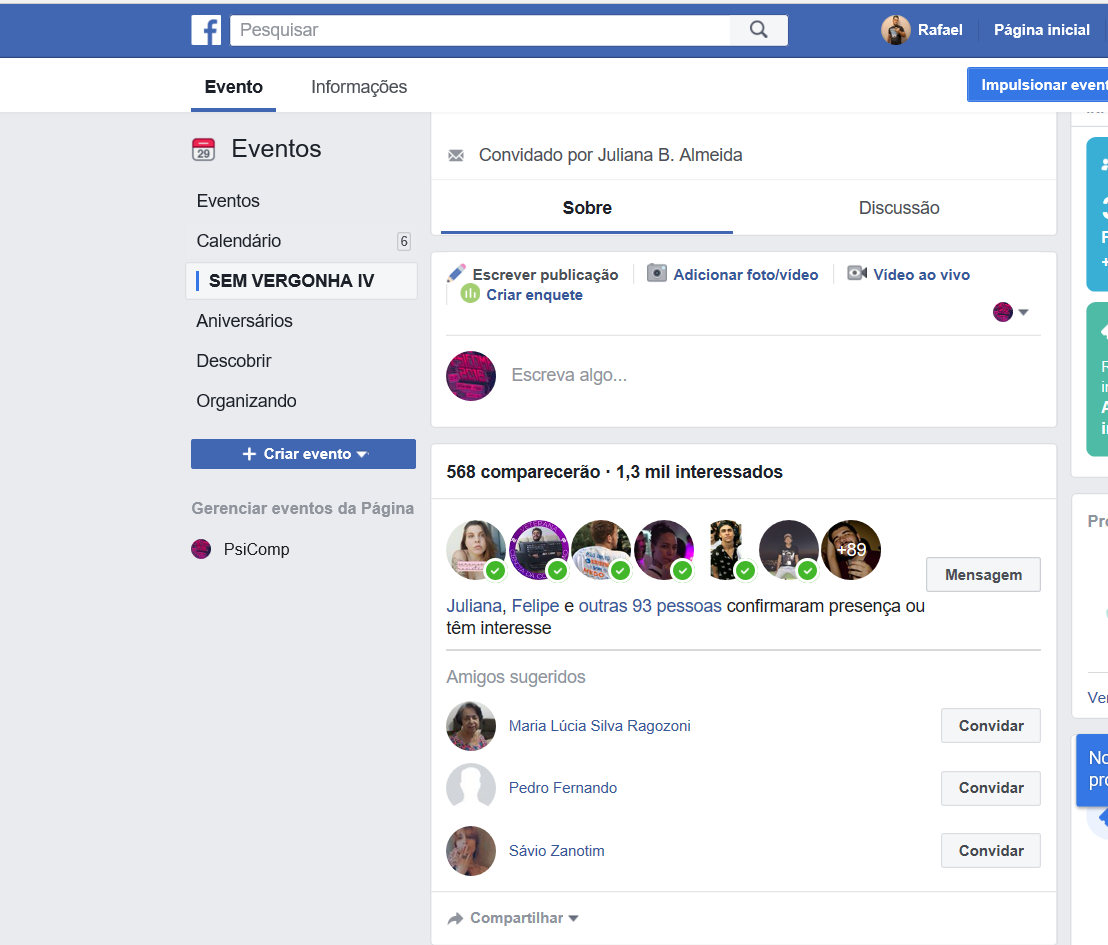 Pesquisar
Rafael
Página inicial
Evento
Informações
Impulsionar event
29
Eventos
Eventos
Calendário
6
SEM VERGONHA IV
Aniversários
Descobrir
Organizando
Criar evento
Gerenciar eventos da Página
PsiComp
Convidado por Juliana B. Almeida
Sobre
Discussão
Escrever publicação
Adicionar foto/vídeo
Vídeo ao vivo
Criar enquete
Escreva algo...
568 comparecerão · 1,3 mil interessados
+89
Mensagem
Juliana, Felipe e outras 93 pessoas confirmaram presença ou
têm interesse
Amigos sugeridos
Maria Lúcia Silva Ragozoni
Convidar
Pedro Fernando
Convidar
Sávio Zanotim
Convidar
Compartilhar
Ver
No
pro